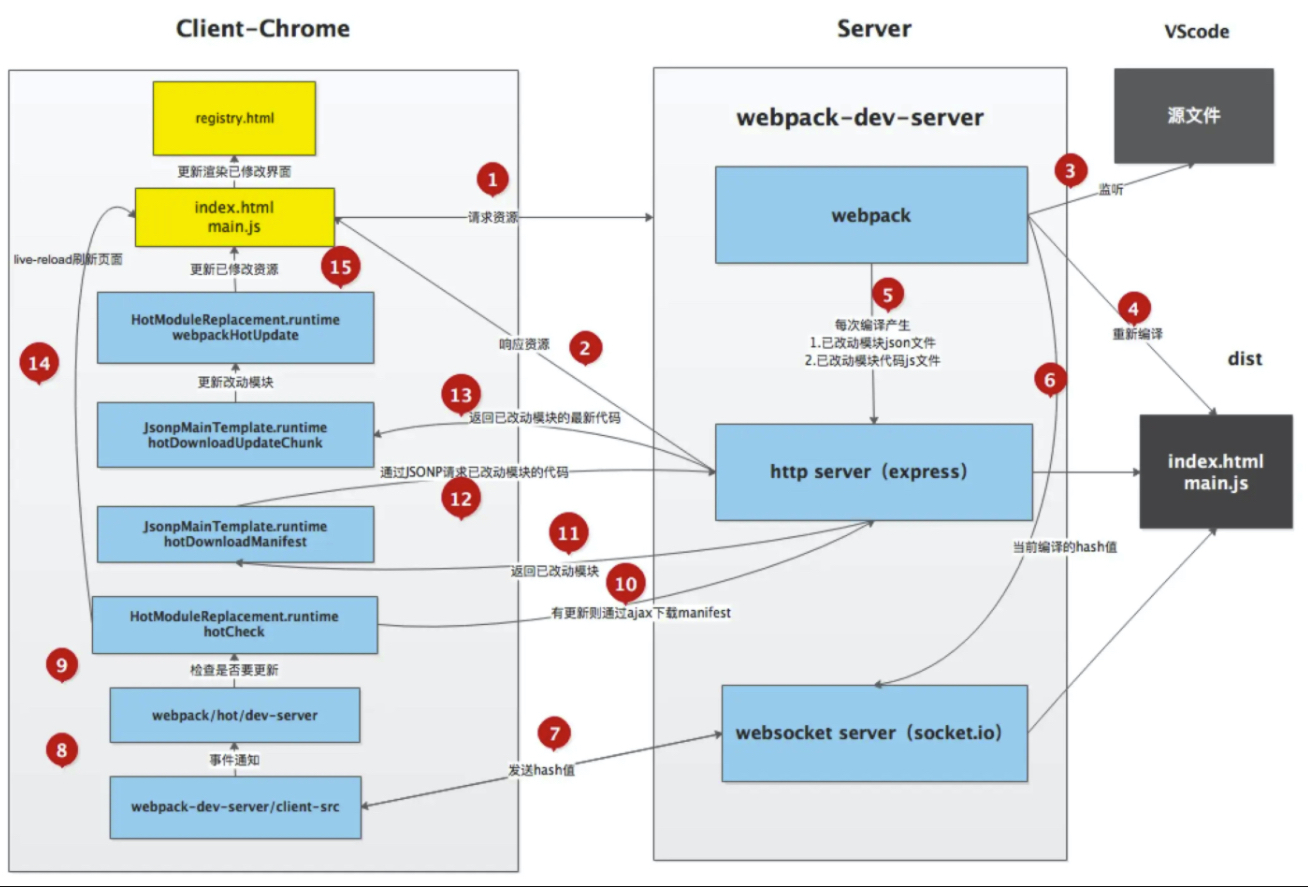 Client-Chrome
Server
VScode
registry.html
更新渲染已修改界面
index.html
main.js
live-reload刷新页面
更新已修改资源
15
HotModuleReplacement.runtime
webpackHotUpdate
14
更新改动模块
JsonpMainTemplate.runtime
hotDownloadUpdateChunk
JsonpMainTemplate.runtime
hotDownloadManifest
HotModuleReplacement.runtime
hotCheck
9
检查是否要更新
webpack/hot/dev-server
8
事件通知
webpack-dev-server/client-src
1
请求资源
响应资源
2
13
返回已改动模块的最新代码
通过JSONP请求已改动模块的代码
12
11
返回已改动模块
10
有更新则通过ajax下载manifest
7
发送hash值
webpack-dev-server
webpack
5
每次编译产生
1.已改动模块json文件
2.已改动模块代码js文件
6
http server（express）
当前编译的hash值
websocket server（socket.io）
源文件
3
监听
4
重新编译
dist
index.html
main.js